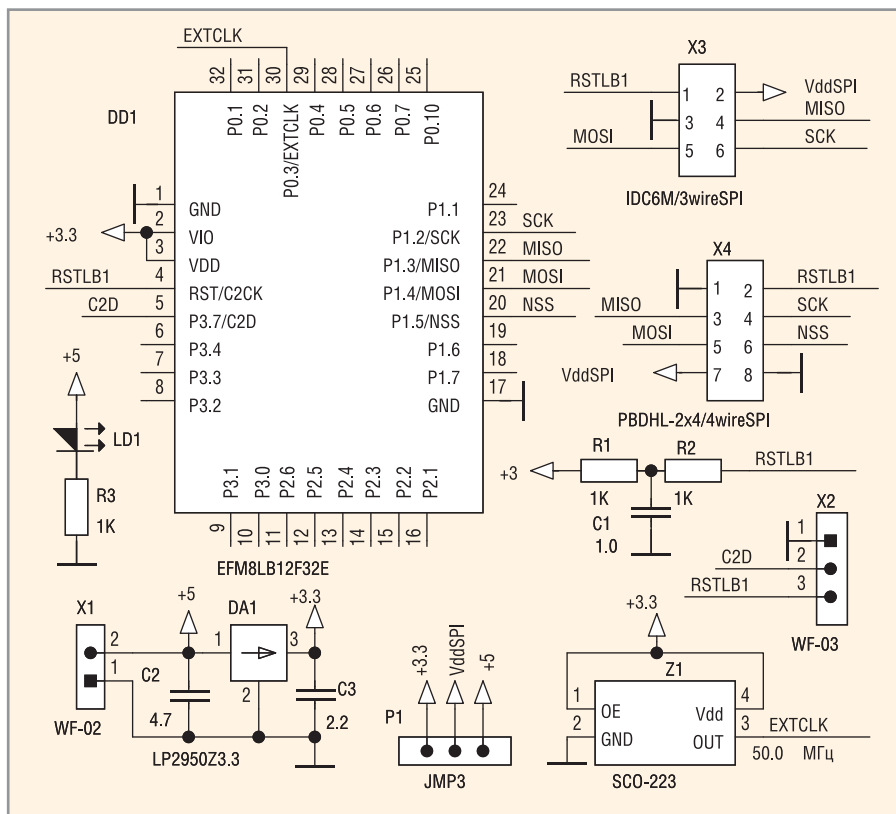 EXTCLK
32 31 30 29 28 27 26 25
P0.1 P0.2 P0.3/EXTCLK P0.4 P0.5 P0.6 P0.7 P0.10
DD1
1 GND
+3.3
2 VIO
3 VDD
RSTLB1 4 RST/C2CK
C2D 5 P3.7/C2D
6 P3.4
7 P3.3
8 P3.2
P1.1 24
P1.2/SCK 23 SCK
P1.3/MISO 22 MISO
P1.4/MOSI 21 MOSI
P1.5/NSS 20 NSS
P1.6 19
P1.7 18
GND 17
P3.1 P3.0 P2.6 P2.5 P2.4 P2.3 P2.2 P2.1
9 10 11 12 13 14 15 16
EFM8LB12F32E
X3
RSTLB1 1 2 VddSPI
3 4 MISO
MOSI 5 6 SCK
IDC6M/3wireSPI
X4
1 2 RSTLB1
MISO 3 4 SCK
MOSI 5 6 NSS
VddSPI 7 8
PBDHL-2x4/4wireSPI
+5
LD1
R3
1K
R1 R2
+3 RSTLB1
1K 1K
C1
1.0
X2
1
C2D 2
RSTLB1 3
WF-03
X1
2
1
WF-02
+5
C2
4.7
DA1
1 3
2
+3.3
C3
2.2
LP2950Z3.3
+3.3 VddSPI +5
P1
JMP3
+3.3
Z1
1 OE Vdd 4
2 GND OUT 3 EXTCLK
50.0 МГц
SCO-223